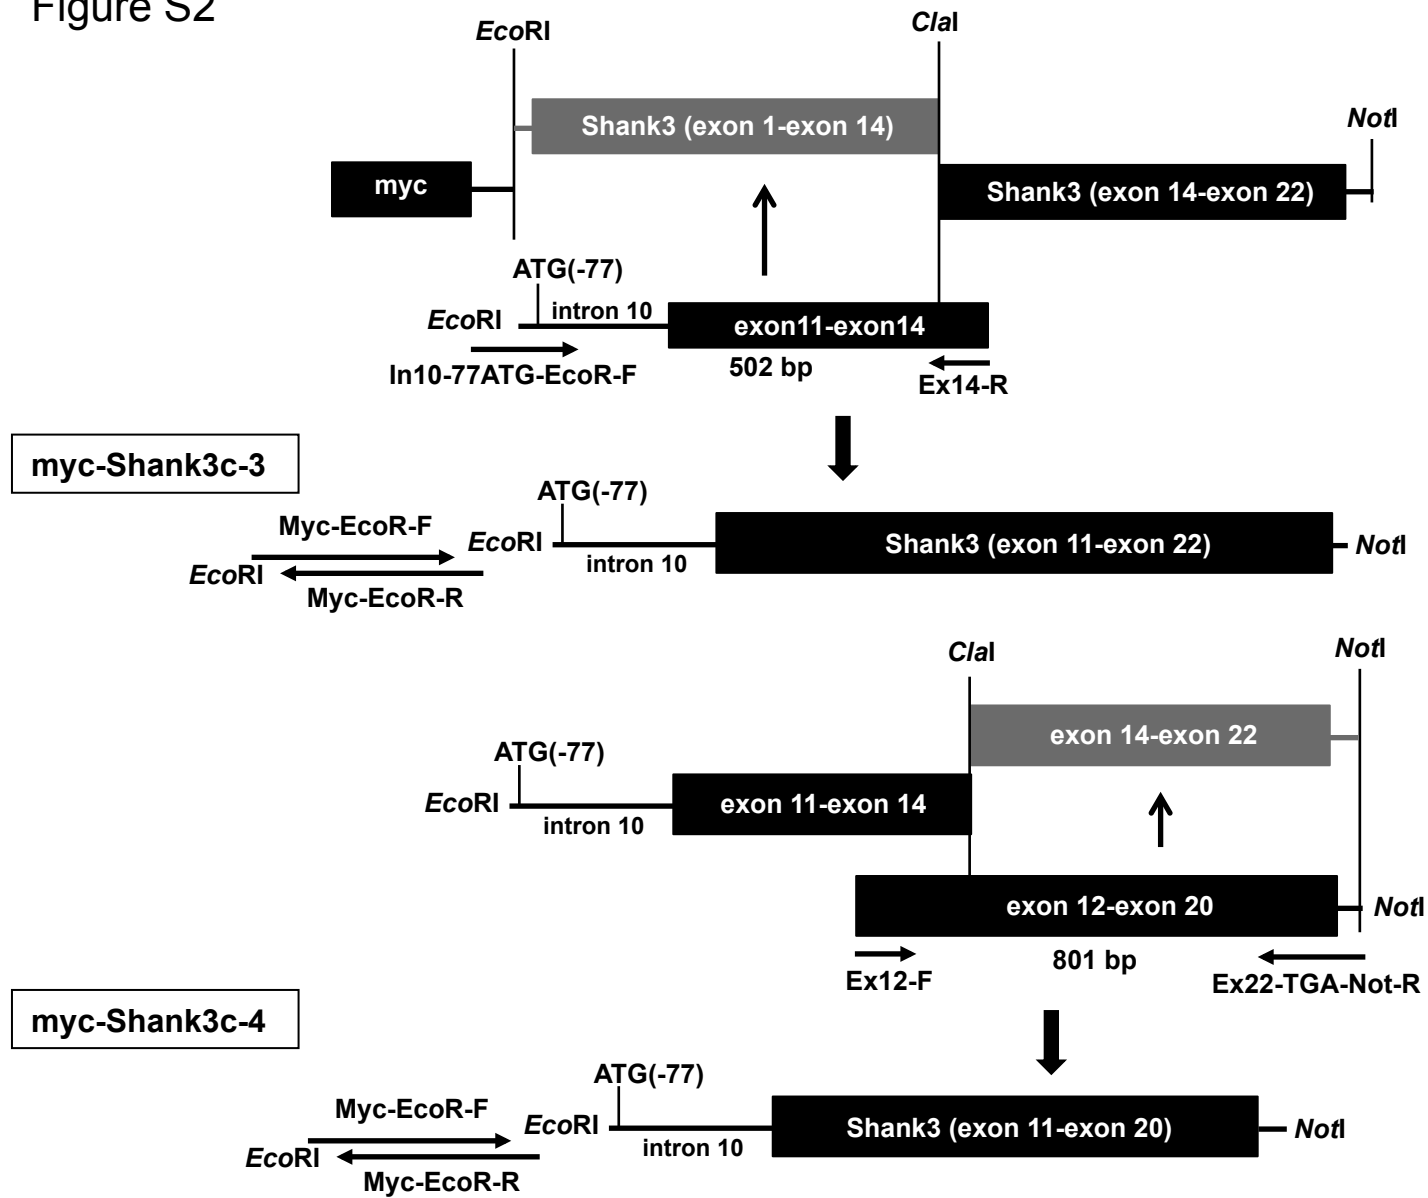 Figure S2
EcoRI
ClaI
Shank3 (exon 1-exon 14)
NotI
myc
Shank3 (exon 14-exon 22)
ATG(-77)
EcoRI
intron 10
exon11-exon14
In10-77ATG-EcoR-F
502 bp
Ex14-R
myc-Shank3c-3
ATG(-77)
Myc-EcoR-F
EcoRI
Shank3 (exon 11-exon 22)
NotI
intron 10
EcoRI
Myc-EcoR-R
ClaI
NotI
exon 14-exon 22
ATG(-77)
EcoRI
exon 11-exon 14
intron 10
exon 12-exon 20
NotI
801 bp
Ex12-F
Ex22-TGA-Not-R
myc-Shank3c-4
ATG(-77)
Myc-EcoR-F
EcoRI
Shank3 (exon 11-exon 20)
NotI
intron 10
EcoRI
Myc-EcoR-R